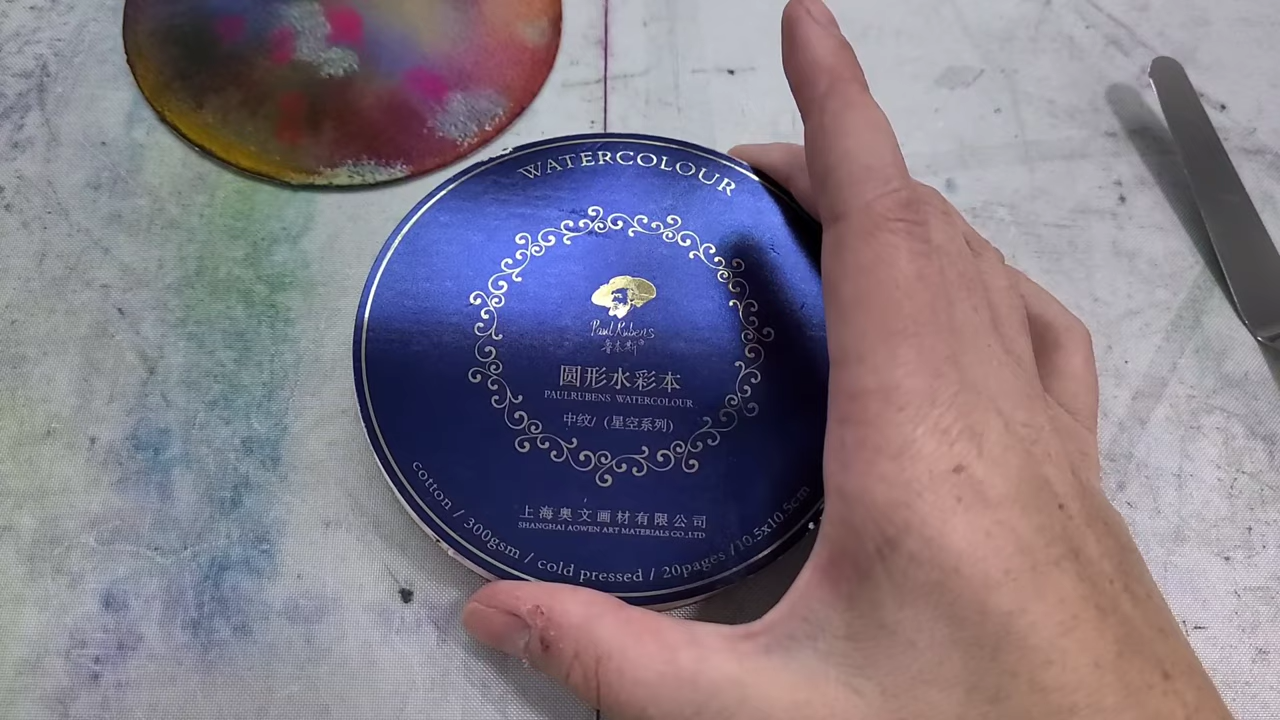 WATERCOLOUR
Paul Rubens
鲁本斯®
圆形水彩本
PAULRUBENS WATERCOLOUR
中纹/（星空系列）
上海奥文画材有限公司
SHANGHAI AOWEN ART MATERIALS CO.,LTD
cotton / 300gsm / cold pressed / 20pages /10.5x10.5cm